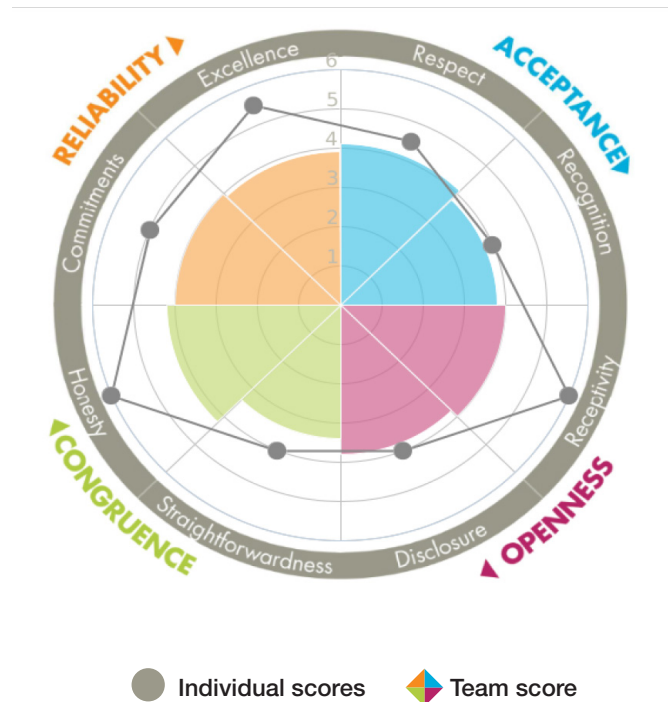 RELIABILITY
ACCEPTANCE
Excellence
Respect
Commitments
Recognition
6
5
4
3
2
1
Honesty
Receptivity
CONGRUENCE
OPENNESS
Straightforwardness
Disclosure
Individual scores
Team score